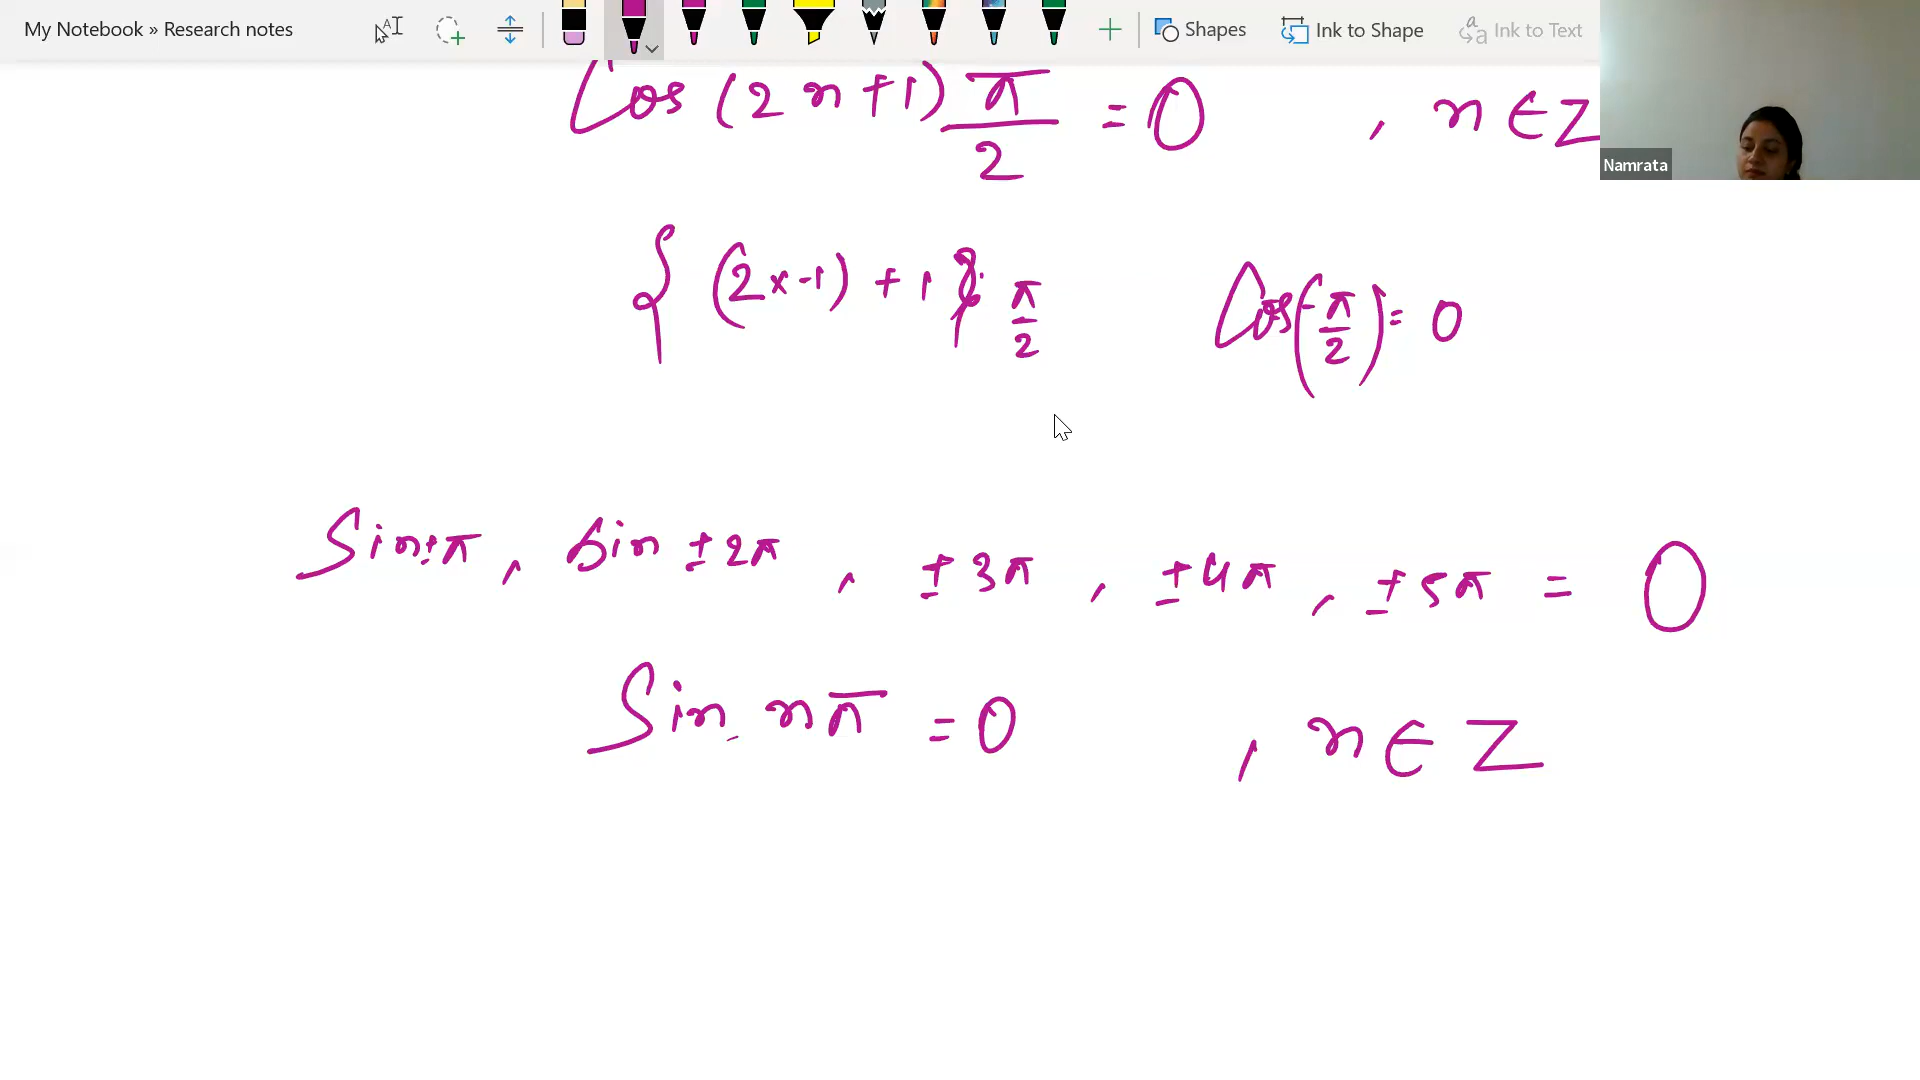 My Notebook » Research notes
Shapes
Ink to Shape
Ink to Text
Namrata
Cos (2n+1) π/2 = 0 , n ∈ Z
{ (2x-1) + 1 } π/2 Cos(-π/2) = 0
Sin ±π , Sin ±2π , ±3π , ±4π , ±5π = 0
Sin nπ = 0 , n ∈ Z